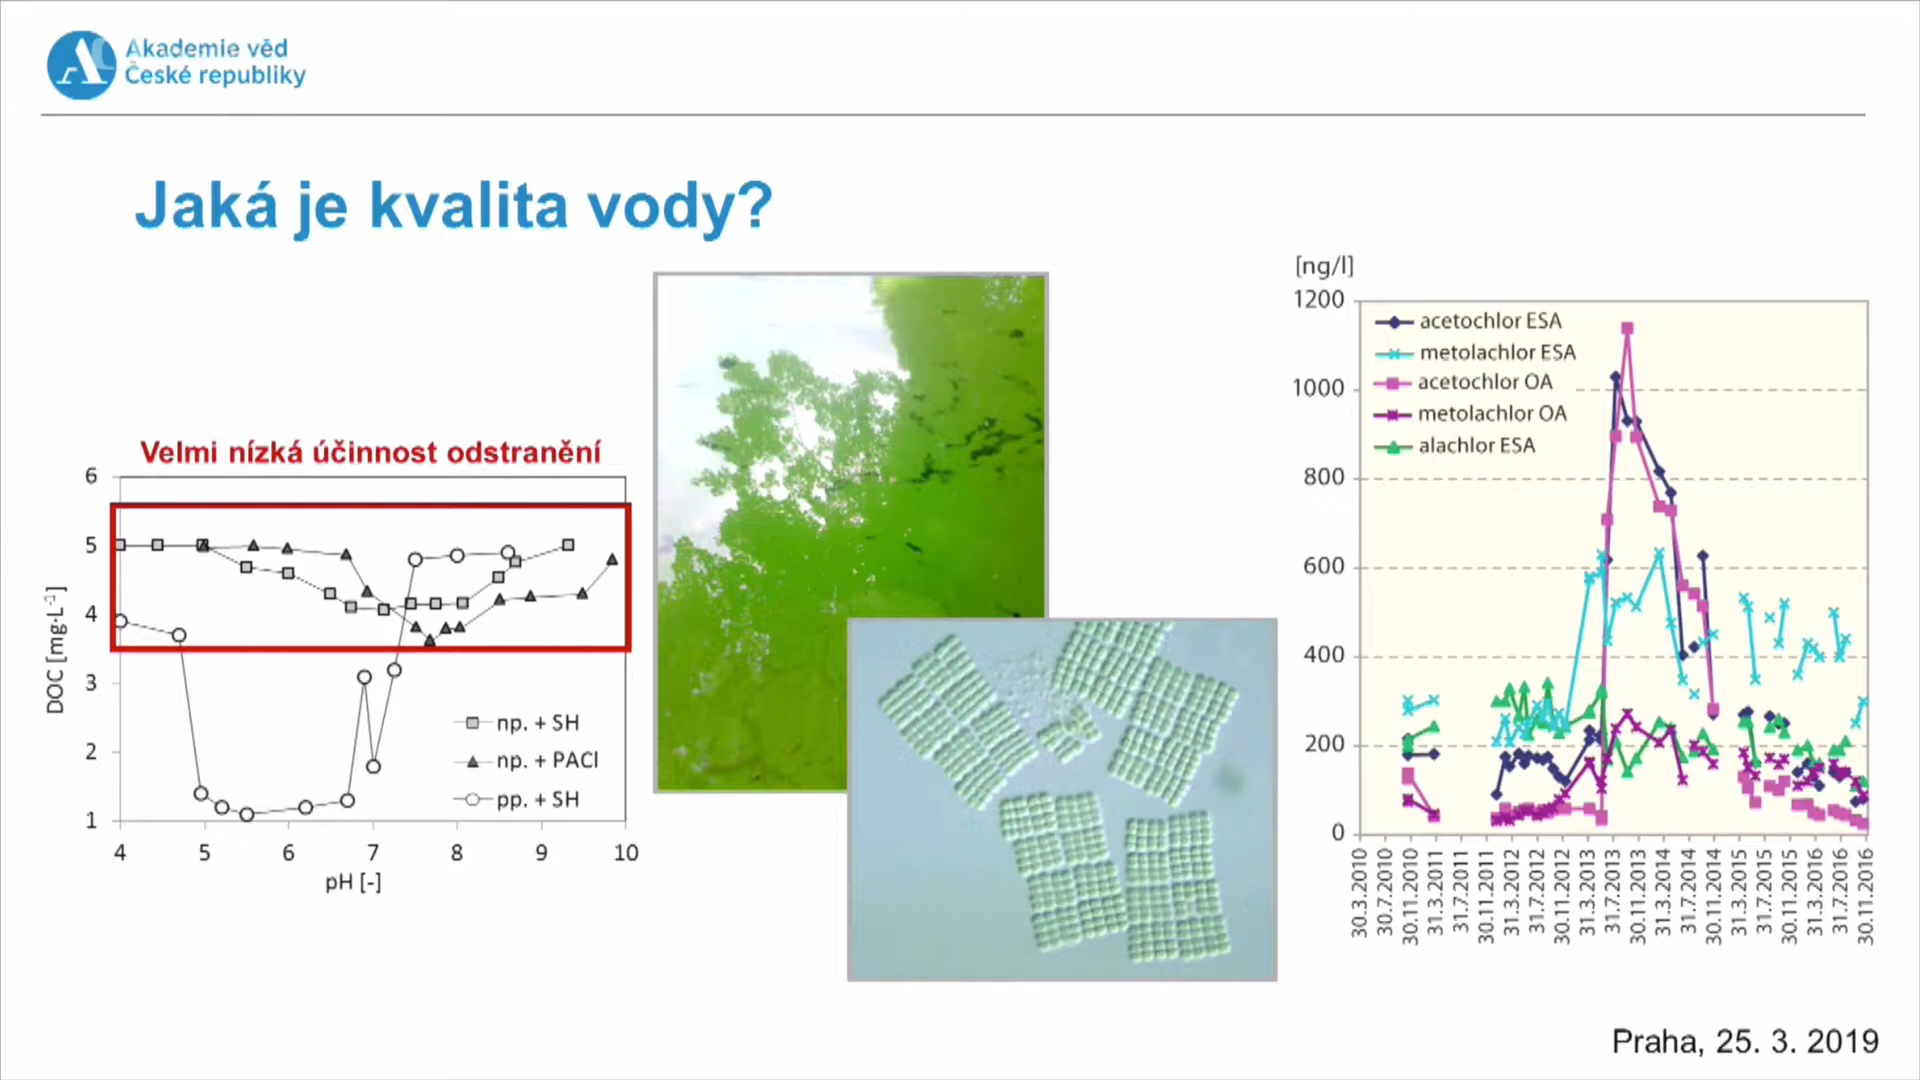 Akademie věd
České republiky
Jaká je kvalita vody?
Velmi nízká účinnost odstranění
6
5
4
3
2
1
DOC [mg·L⁻¹]
np. + SH
np. + PACl
pp. + SH
4 5 6 7 8 9 10
pH [-]
[ng/l]
1200
1000
800
600
400
200
0
acetochlor ESA
metolachlor ESA
acetochlor OA
metolachlor OA
alachlor ESA
30.3.2010
30.7.2010
30.11.2010
31.3.2011
31.7.2011
30.11.2011
31.3.2012
31.7.2012
30.11.2012
31.3.2013
31.7.2013
30.11.2013
31.3.2014
31.7.2014
30.11.2014
31.3.2015
31.7.2015
30.11.2015
31.3.2016
31.7.2016
30.11.2016
Praha, 25. 3. 2019